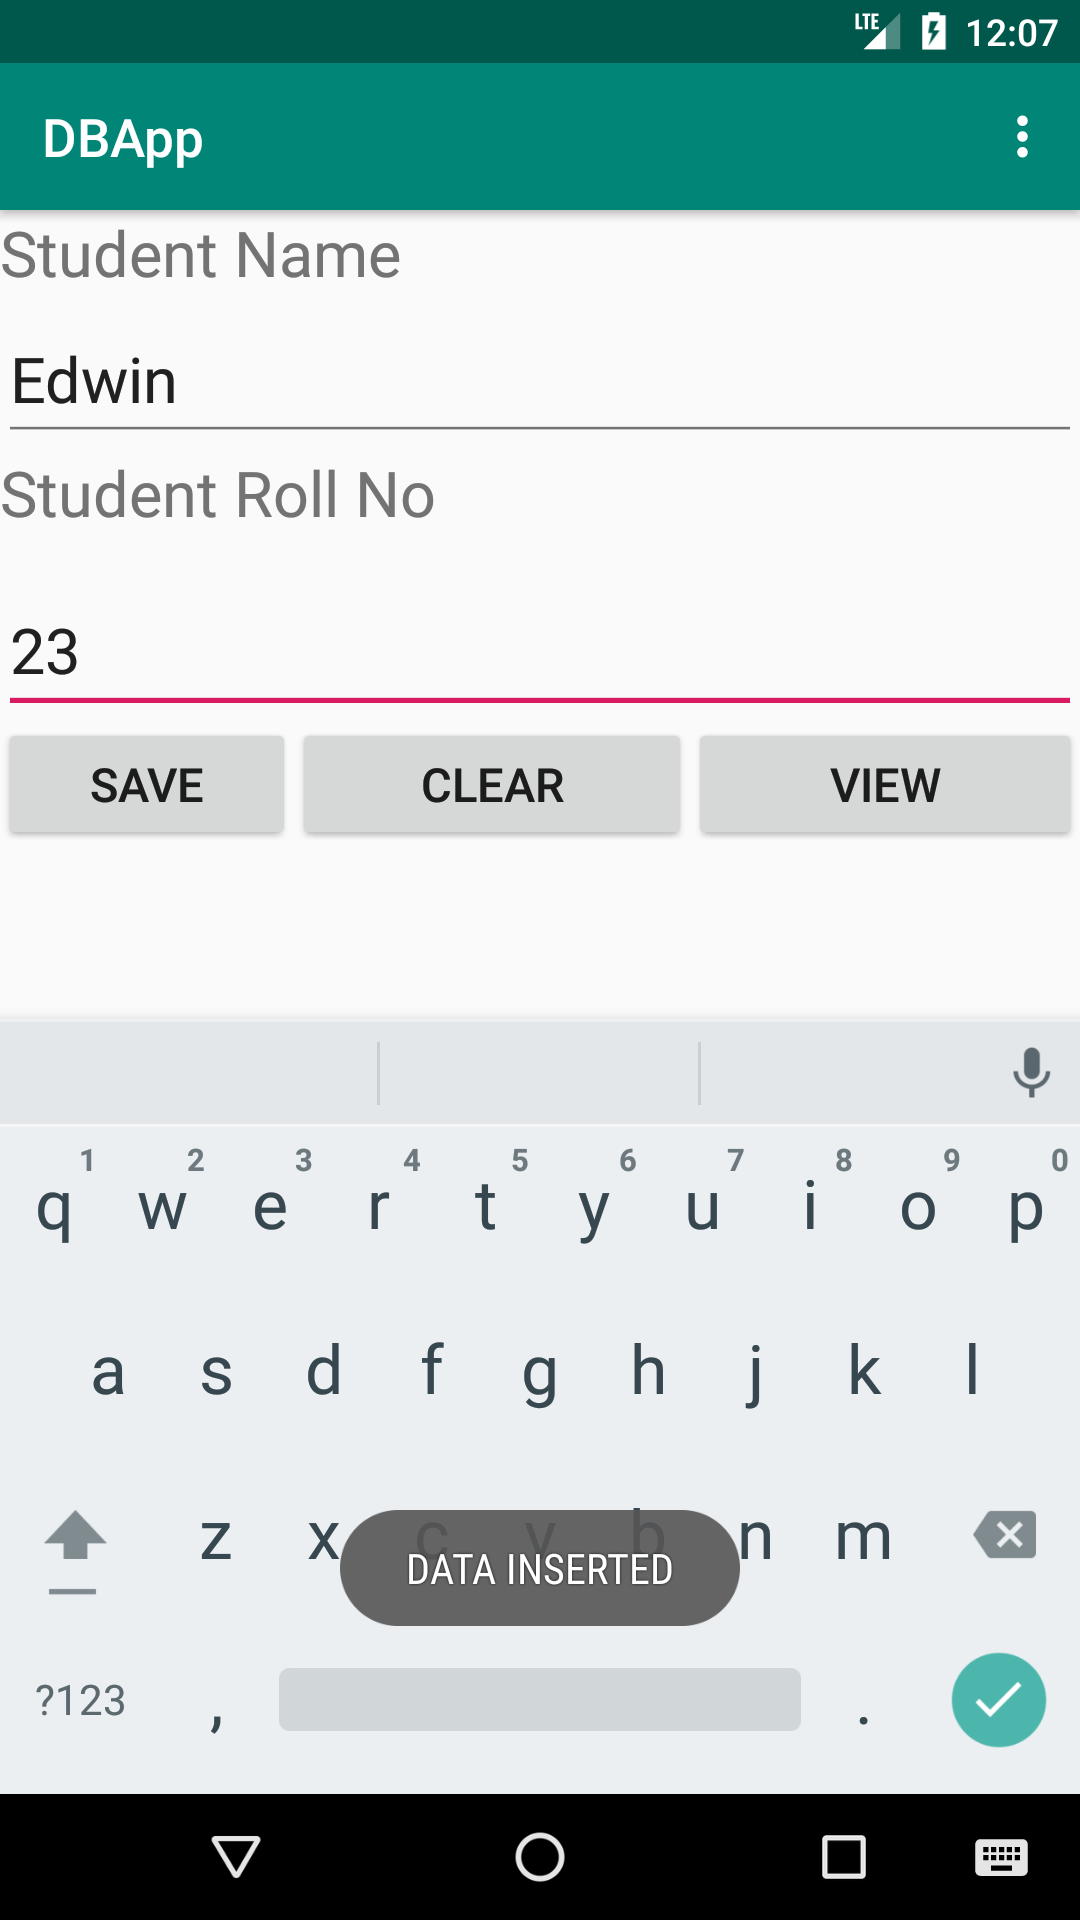 LTE 12:07
DBApp
Student Name
Edwin
Student Roll No
23
SAVE CLEAR VIEW
1 2 3 4 5 6 7 8 9 0
q w e r t y u i o p
a s d f g h j k l
z x c v b n m
DATA INSERTED
?123 , .